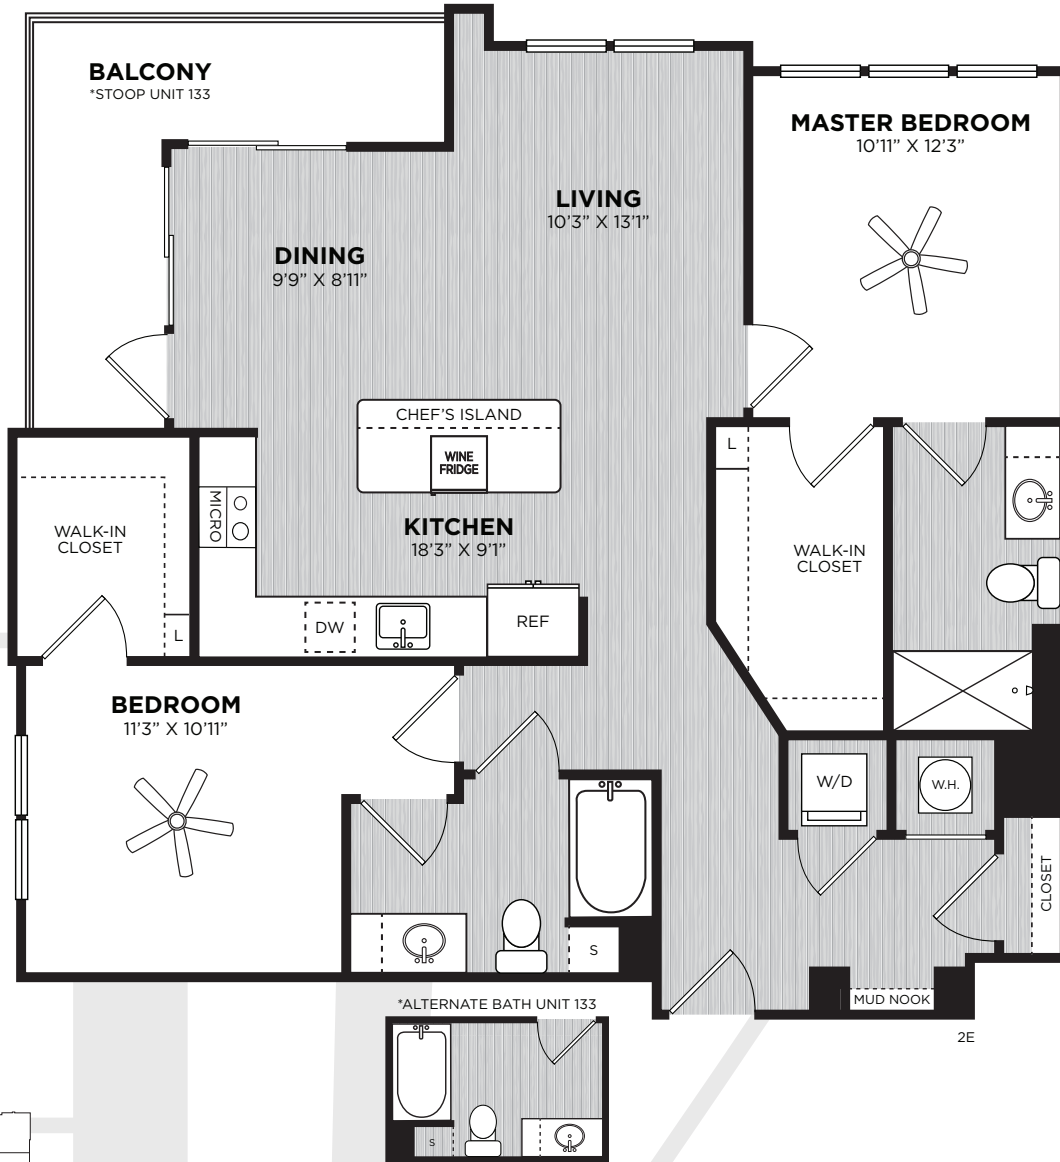 BALCONY
*STOOP UNIT 133
MASTER BEDROOM
10'11" X 12'3"
LIVING
10'3" X 13'1"
DINING
9'9" X 8'11"
CHEF'S ISLAND
WINE
FRIDGE
L
MICRO
KITCHEN
18'3" X 9'1"
WALK-IN
CLOSET
WALK-IN
CLOSET
L
DW
REF
BEDROOM
11'3" X 10'11"
W/D
W.H.
CLOSET
S
MUD NOOK
*ALTERNATE BATH UNIT 133
2E
S